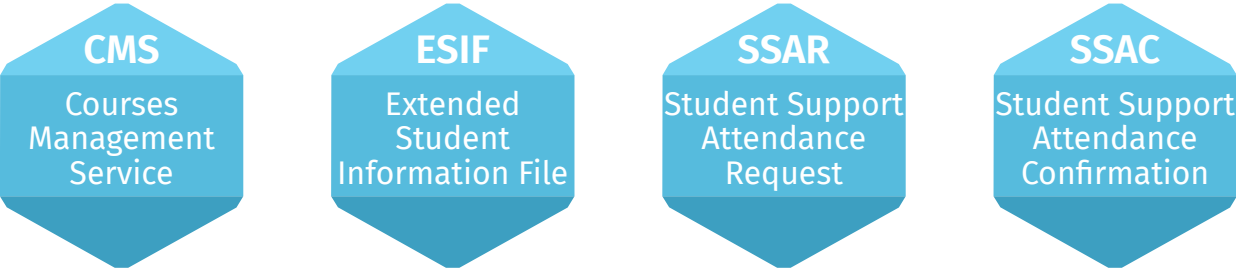 CMS
Courses
Management
Service
ESIF
Extended
Student
Information File
SSAR
Student Support
Attendance
Request
SSAC
Student Support
Attendance
Confirmation